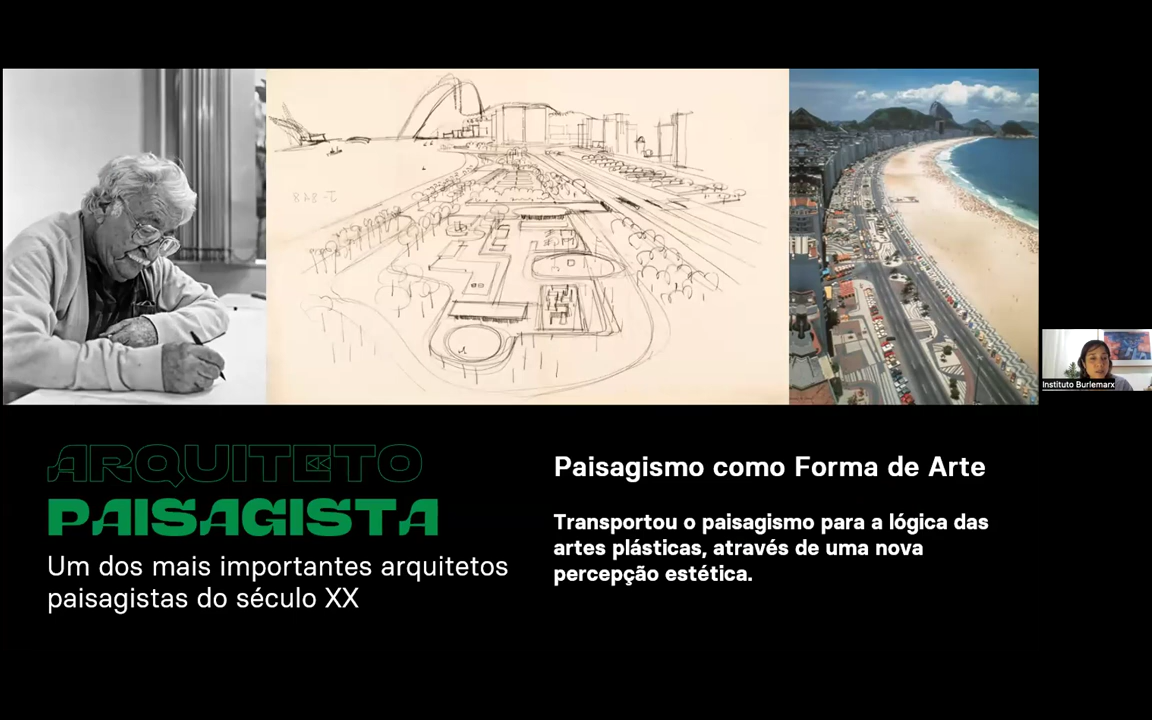 ARQUITETO
PAISAGISTA
Um dos mais importantes arquitetos
paisagistas do século XX
Paisagismo como Forma de Arte
Transportou o paisagismo para a lógica das
artes plásticas, através de uma nova
percepção estética.
Instituto Burlemarx